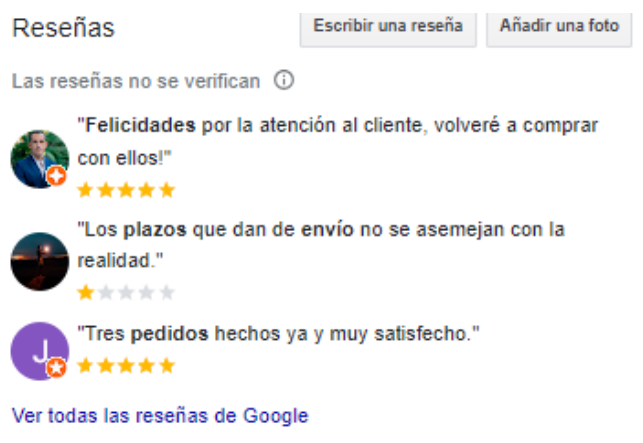 Reseñas
Escribir una reseña
Añadir una foto
Las reseñas no se verifican
"Felicidades por la atención al cliente, volveré a comprar
con ellos!"
"Los plazos que dan de envío no se asemejan con la
realidad."
J
"Tres pedidos hechos ya y muy satisfecho."
Ver todas las reseñas de Google